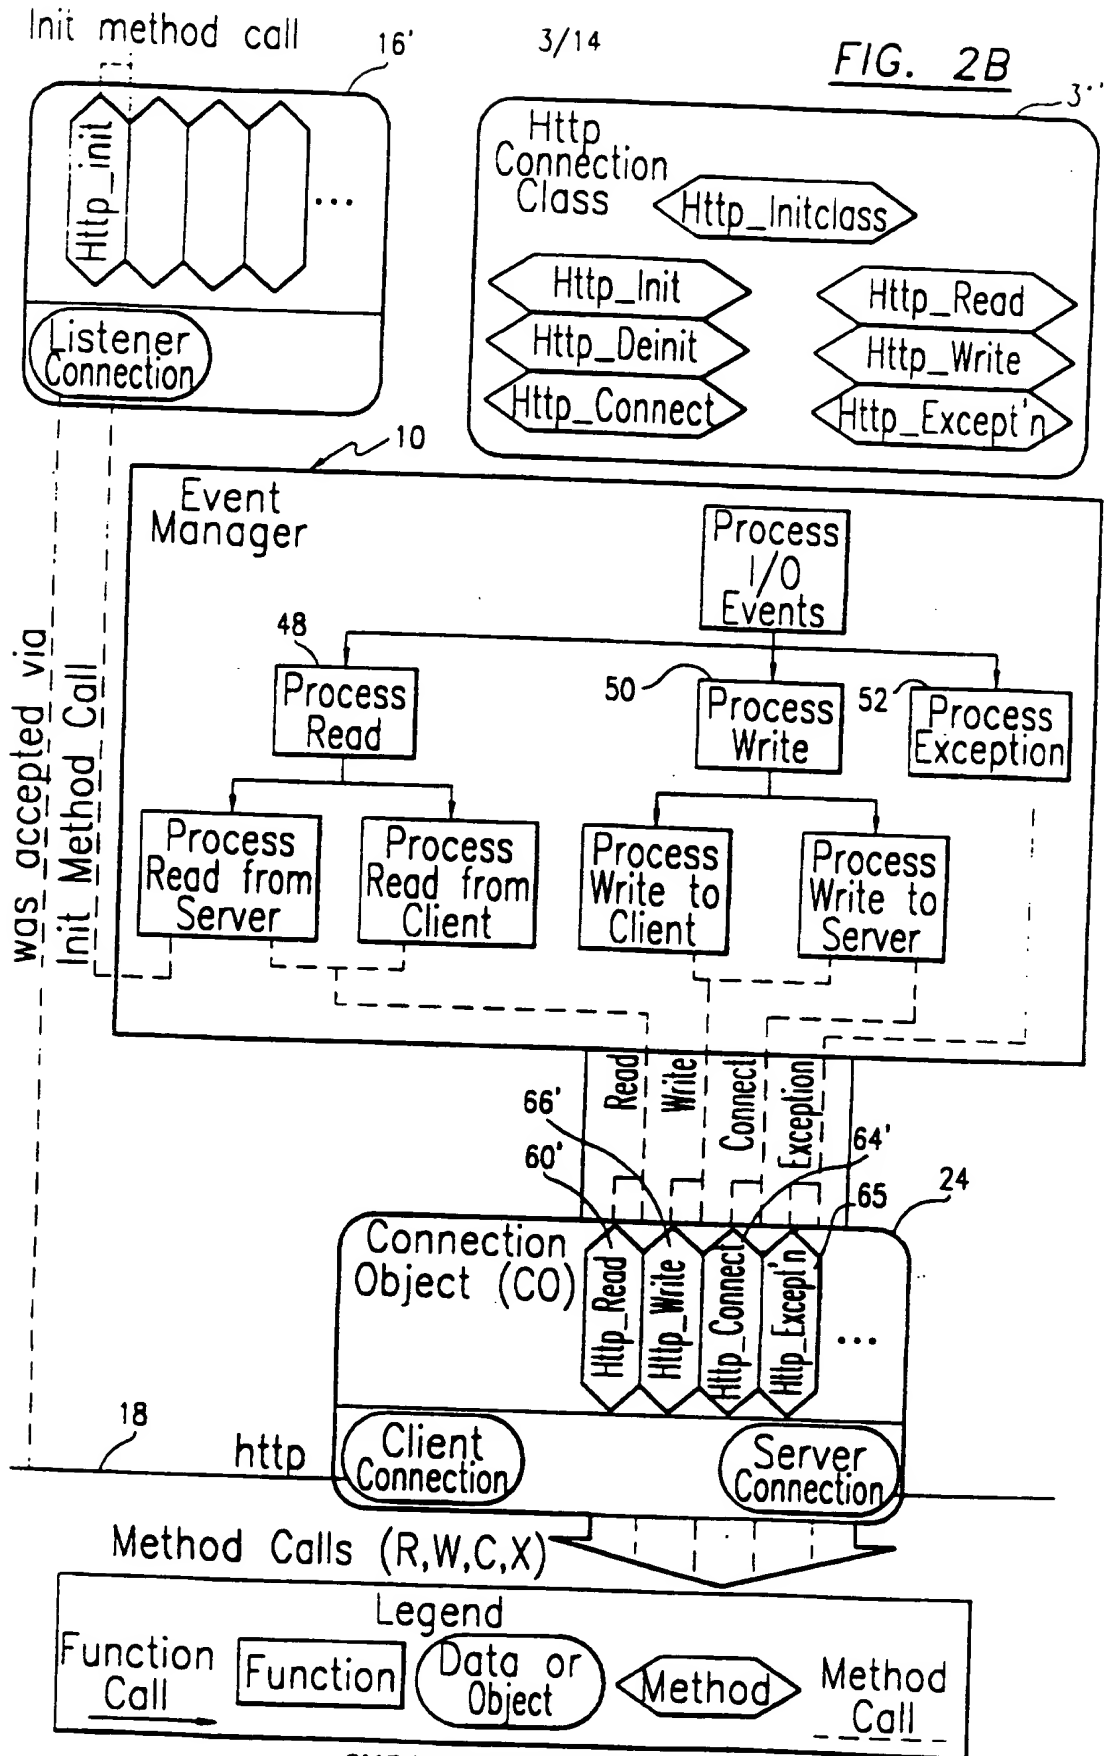 Init method call
16'
3/14
FIG. 2B
3''
Http_init
...
Listener
Connection
Http
Connection
Class
Http_Initclass
Http_Init
Http_Deinit
Http_Connect
Http_Read
Http_Write
Http_Except'n
10
Event
Manager
Process
I/O
Events
48
Process
Read
50
Process
Write
52
Process
Exception
Process
Read from
Server
Process
Read from
Client
Process
Write to
Client
Process
Write to
Server
was accepted via
Init Method Call
Read
Write
Connect
Exception
66'
60'
64'
65
24
Connection
Object (CO)
Http_Read
Http_Write
Http_Connect
Http_Except'n
...
18
http
Client
Connection
Server
Connection
Method Calls (R,W,C,X)
Legend
Function
Call
Function
Data or
Object
Method
Method
Call